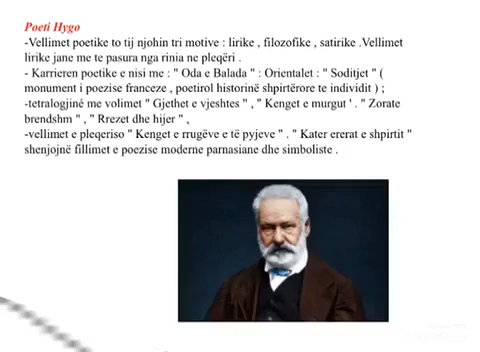 Poeti Hygo
-Vellimet poetike to tij njohin tri motive : lirike , filozofike , satirike .Vellimet
lirike jane me te pasura nga rinia ne pleqëri .
- Karrieren poetike e nisi me : " Oda e Balada " : Orientalet : " Soditjet " (
monument i poezise franceze , poetirol historinë shpirtërore te individit ) ;
-tetralogjiné me volimet " Gjethet e vjeshtes " , " Kenget e murgut ' . " Zorate
brendshm " , " Rrezet dhe hijer " ,
-vellimet e pleqeriso " Kenget e rrugëve e të pyjeve " . " Kater ererat e shpirtit "
shenjojnë fillimet e poezise moderne parnasiane dhe simboliste .